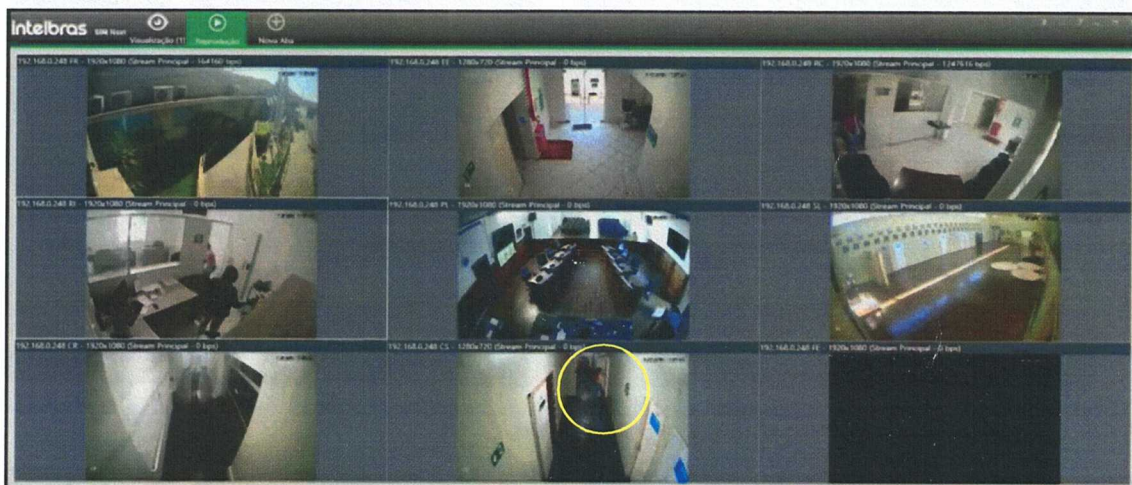 intelbras SIM Next
Visualização (1) Reprodução Nova Aba
192.168.0.248 FR - 1920x1080 (Stream Principal - bps)
192.168.0.248 EE - 1280x720 (Stream Principal - 0 bps)
192.168.0.248 RC - 1920x1080 (Stream Principal - 1247616 bps)
192.168.0.248 - 1920x1080 (Stream Principal - 0 bps)
192.168.0.248 PL - 1920x1080 (Stream Principal - 0 bps)
192.168.0.248 SL - 1920x1080 (Stream Principal - 0 bps)
192.168.0.248 CR - 1920x1080 (Stream Principal - 0 bps)
192.168.0.248 CS - 1280x720 (Stream Principal - 0 bps)
192.168.0.248 FE - 1920x1080 (Stream Principal - 0 bps)